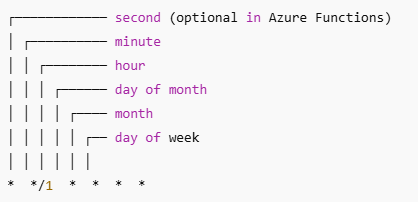 ┌──────────── second (optional in Azure Functions)
│ ┌────────── minute
│ │ ┌──────── hour
│ │ │ ┌────── day of month
│ │ │ │ ┌──── month
│ │ │ │ │ ┌── day of week
│ │ │ │ │ │
* */1 * * * *